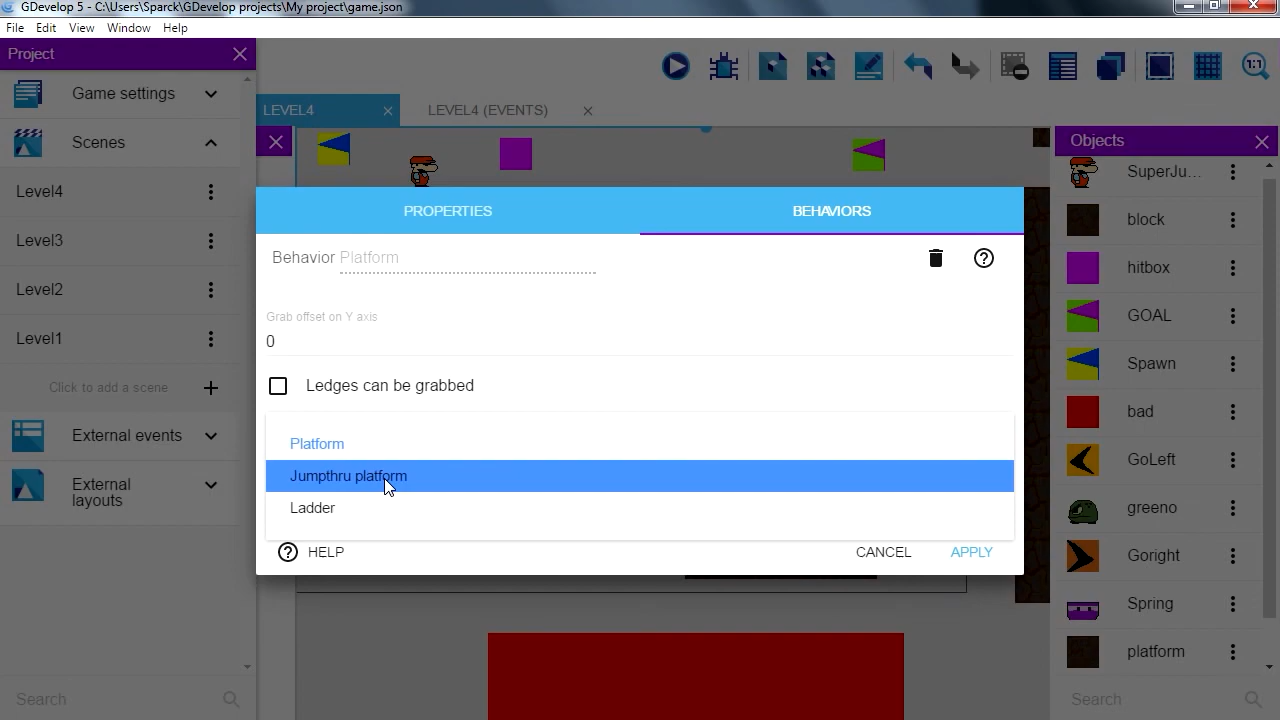 GDevelop 5 - C:\Users\Sparck\GDevelop projects\My project\game.json
File Edit View Window Help
Project
Game settings
Scenes
Level4
Level3
Level2
Level1
Click to add a scene
External events
External layouts
Search
1:1
LEVEL4
LEVEL4 (EVENTS)
PROPERTIES
BEHAVIORS
Behavior Platform
Grab offset on Y axis
0
Ledges can be grabbed
Platform
Jumpthru platform
Ladder
HELP
CANCEL
APPLY
Objects
SuperJu...
block
hitbox
GOAL
Spawn
bad
GoLeft
greeno
Goright
Spring
platform
Search